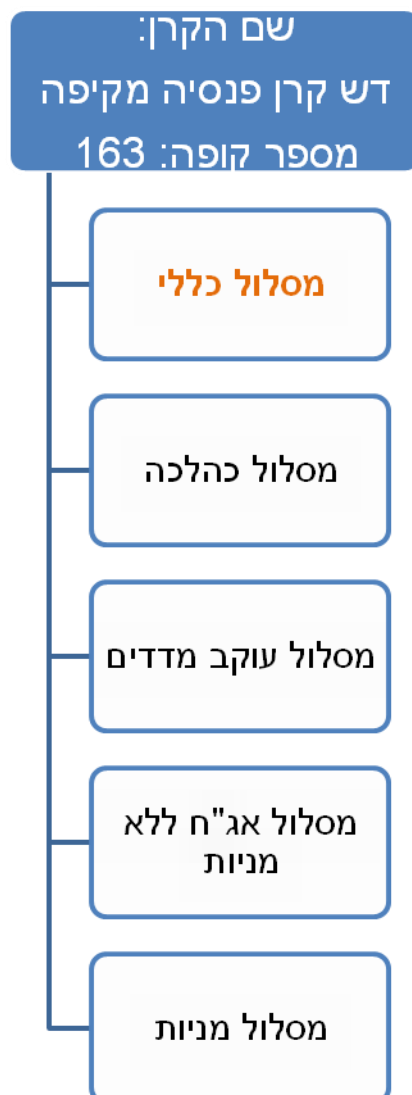 שם הקרן:
דש קרן פנסיה מקיפה
מספר קופה: 163
מסלול כללי
מסלול כהלכה
מסלול עוקב מדדים
מסלול אג"ח ללא
מניות
מסלול מניות